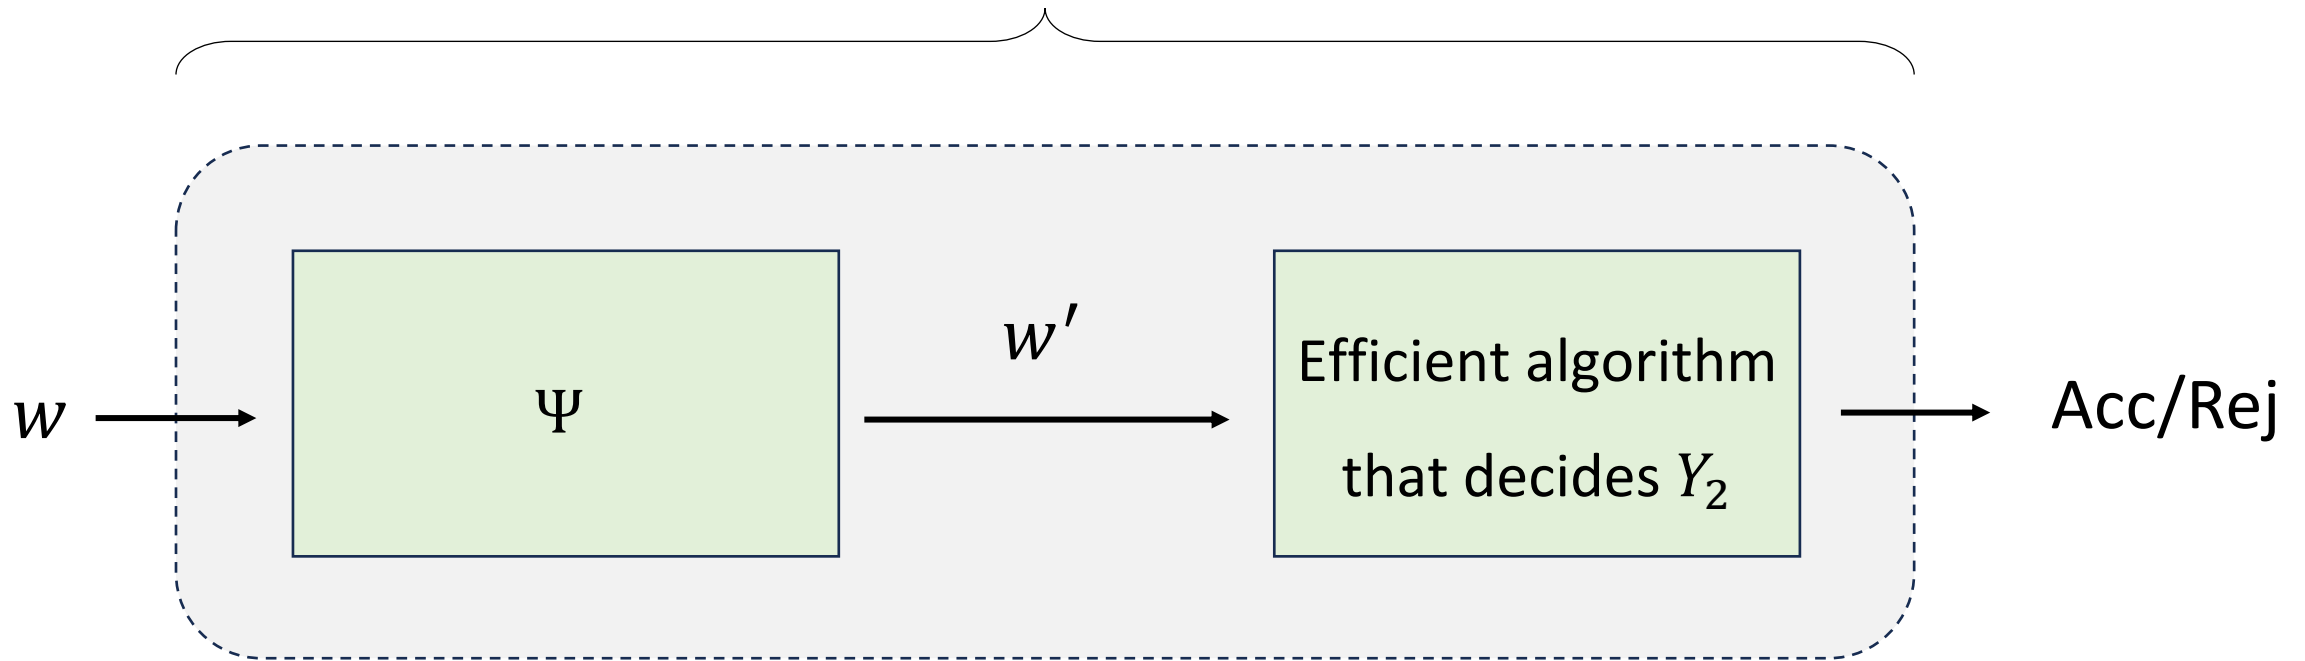 w
Ψ
w′
Efficient algorithm
that decides Y₂
Acc/Rej